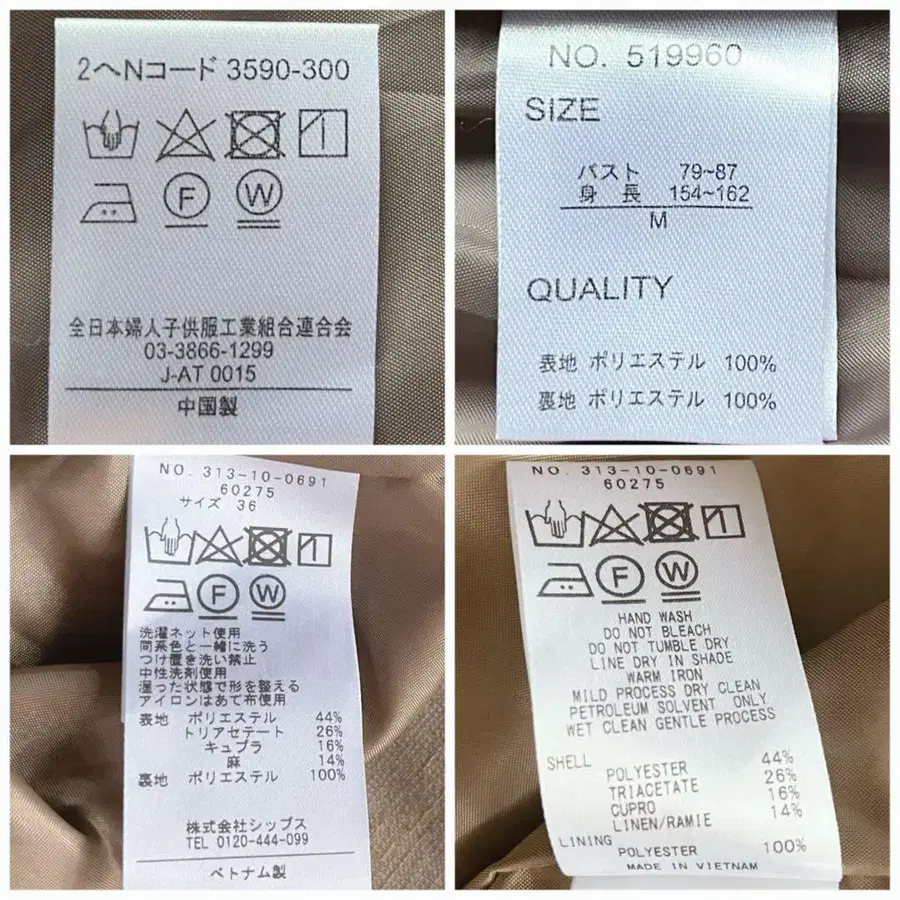 2へNコード 3590-300
F W
全日本婦人子供服工業組合連合会
03-3866-1299
J-AT 0015
中国製
NO. 519960
SIZE
バスト 79~87
身長 154~162
M
QUALITY
表地 ポリエステル 100%
裏地 ポリエステル 100%
NO. 313-10-0691
60275
サイズ 36
F W
洗濯ネット使用
同系色と一緒に洗う
つけ置き洗い禁止
中性洗剤使用
湿った状態で形を整える
アイロンはあて布使用
表地 ポリエステル 44%
トリアセテート 26%
キュプラ 16%
麻 14%
裏地 ポリエステル 100%
株式会社シップス
TEL 0120-444-099
ベトナム製
NO. 313-10-0691
60275
F W
HAND WASH
DO NOT BLEACH
DO NOT TUMBLE DRY
LINE DRY IN SHADE
WARM IRON
MILD PROCESS DRY CLEAN
PETROLEUM SOLVENT ONLY
WET CLEAN GENTLE PROCESS
SHELL
POLYESTER 44%
TRIACETATE 26%
CUPRO 16%
LINEN/RAMIE 14%
LINING
POLYESTER 100%
MADE IN VIETNAM